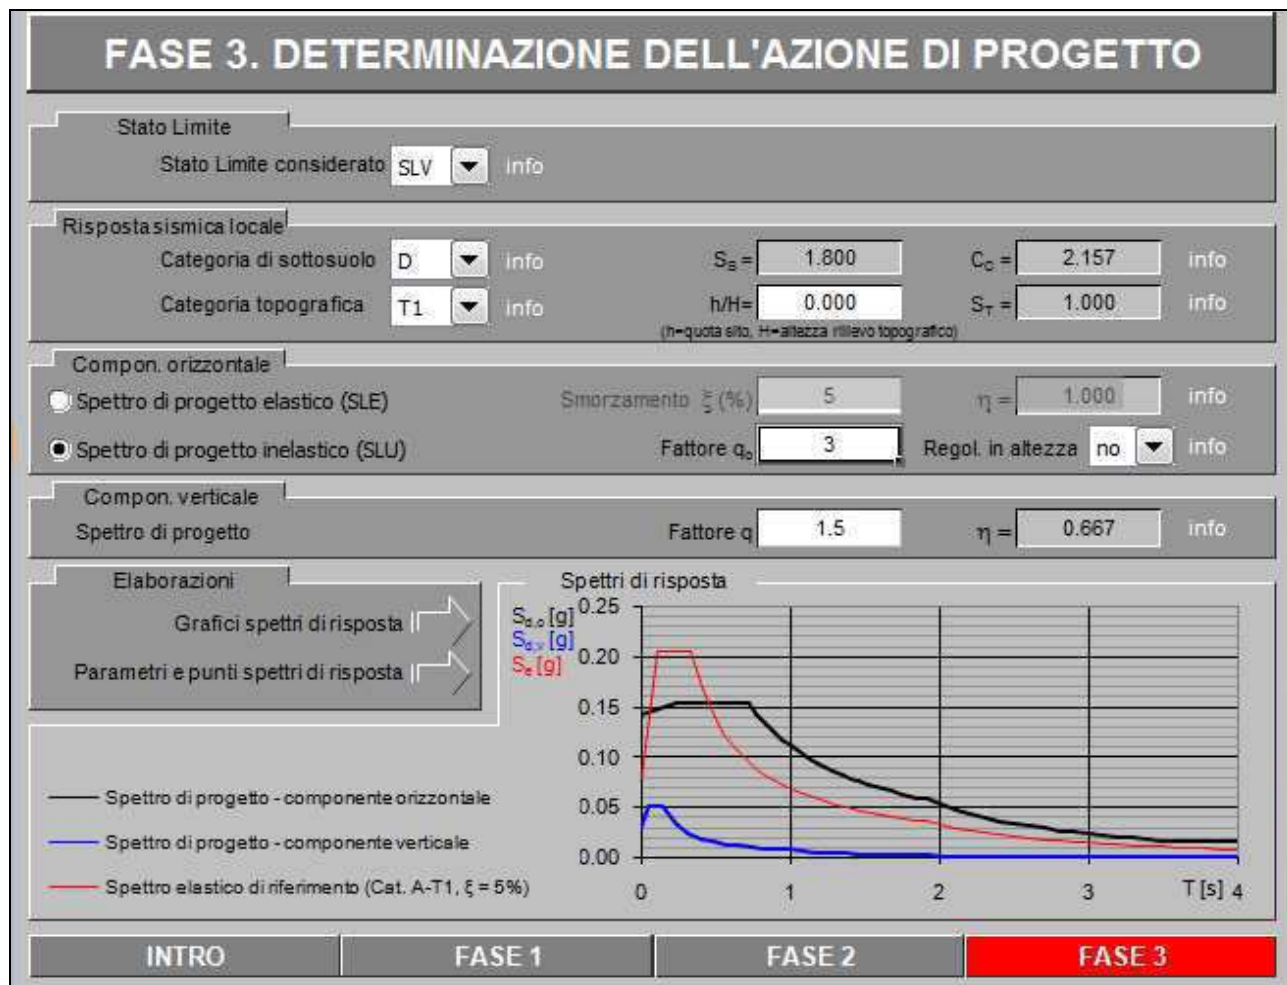 FASE 3. DETERMINAZIONE DELL'AZIONE DI PROGETTO
Stato Limite
Stato Limite considerato SLV info
Risposta sismica locale
Categoria di sottosuolo D info S_S = 1.800 C_C = 2.157 info
Categoria topografica T1 info h/H= 0.000 S_T = 1.000 info
(h=quota sito, H=altezza rilievo topografico)
Compon. orizzontale
Spettro di progetto elastico (SLE) Smorzamento ξ (%) 5 η = 1.000 info
Spettro di progetto inelastico (SLU) Fattore q_o 3 Regol. in altezza no info
Compon. verticale
Spettro di progetto Fattore q 1.5 η = 0.667 info
Elaborazioni
Grafici spettri di risposta
Parametri e punti spettri di risposta
Spettri di risposta
S_d,o [g]
S_d,v [g]
S_e [g]
0.25
0.20
0.15
0.10
0.05
0.00
0 1 2 3 T [s] 4
Spettro di progetto - componente orizzontale
Spettro di progetto - componente verticale
Spettro elastico di riferimento (Cat. A-T1, ξ = 5%)
INTRO FASE 1 FASE 2 FASE 3